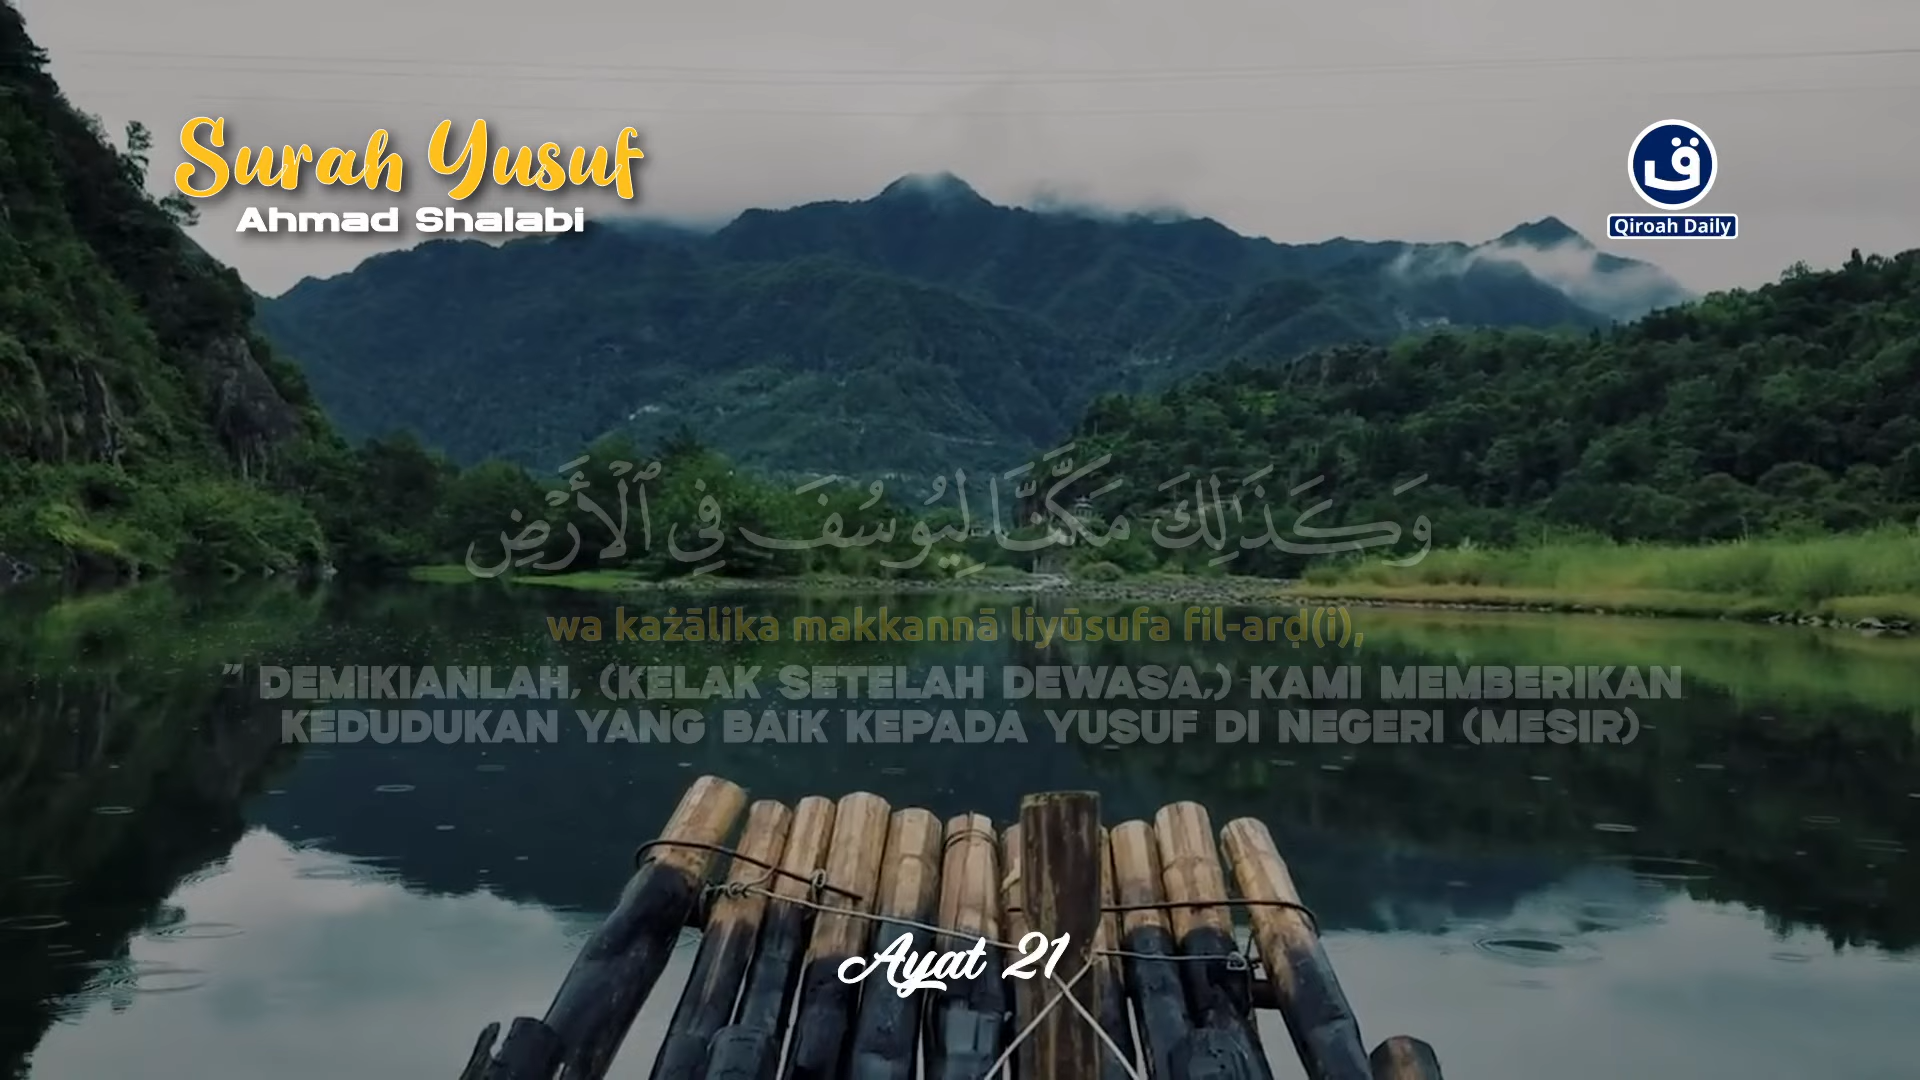 Surah Yusuf
Ahmad Shalabi
ق
Qiroah Daily
وَكَذَٰلِكَ مَكَّنَّا لِيُوسُفَ فِي ٱلْأَرْضِ
wa każālika makkannā liyūsufa fil-arḍ(i),
” DEMIKIANLAH, (KELAK SETELAH DEWASA,) KAMI MEMBERIKAN
KEDUDUKAN YANG BAIK KEPADA YUSUF DI NEGERI (MESIR)
Ayat 21